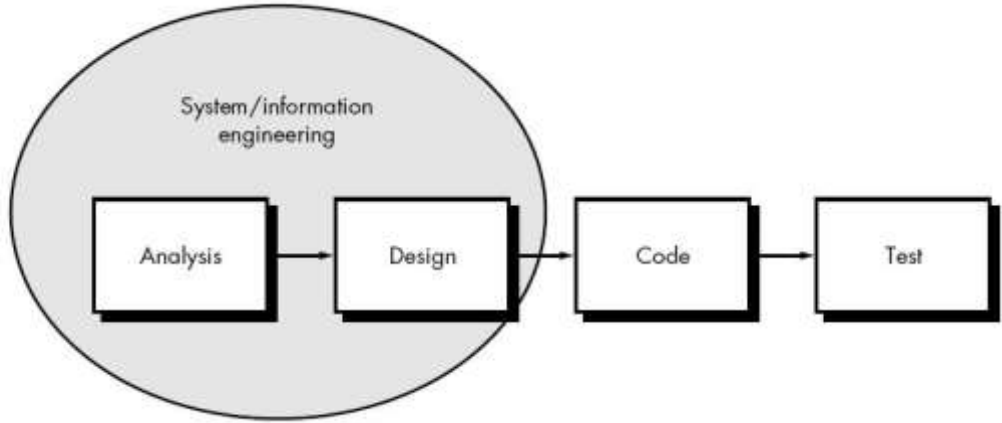 System/information
engineering
Analysis
Design
Code
Test